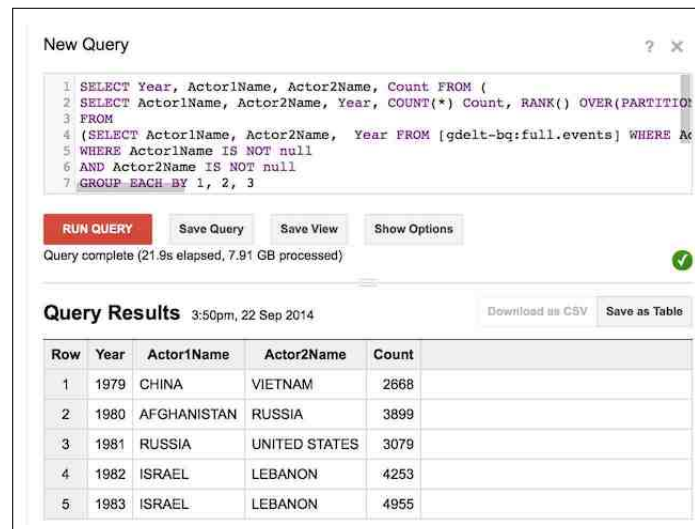 New Query ? ✕
1 SELECT Year, Actor1Name, Actor2Name, Count FROM (
2 SELECT Actor1Name, Actor2Name, Year, COUNT(*) Count, RANK() OVER(PARTITION
3 FROM
4 (SELECT Actor1Name, Actor2Name,  Year FROM [gdelt-bq:full.events] WHERE Ac
5 WHERE Actor1Name IS NOT null
6 AND Actor2Name IS NOT null
7 GROUP EACH BY 1, 2, 3
RUN QUERY Save Query Save View Show Options
Query complete (21.9s elapsed, 7.91 GB processed)
Query Results 3:50pm, 22 Sep 2014 Download as CSV Save as Table
Row Year Actor1Name Actor2Name Count
1 1979 CHINA VIETNAM 2668
2 1980 AFGHANISTAN RUSSIA 3899
3 1981 RUSSIA UNITED STATES 3079
4 1982 ISRAEL LEBANON 4253
5 1983 ISRAEL LEBANON 4955